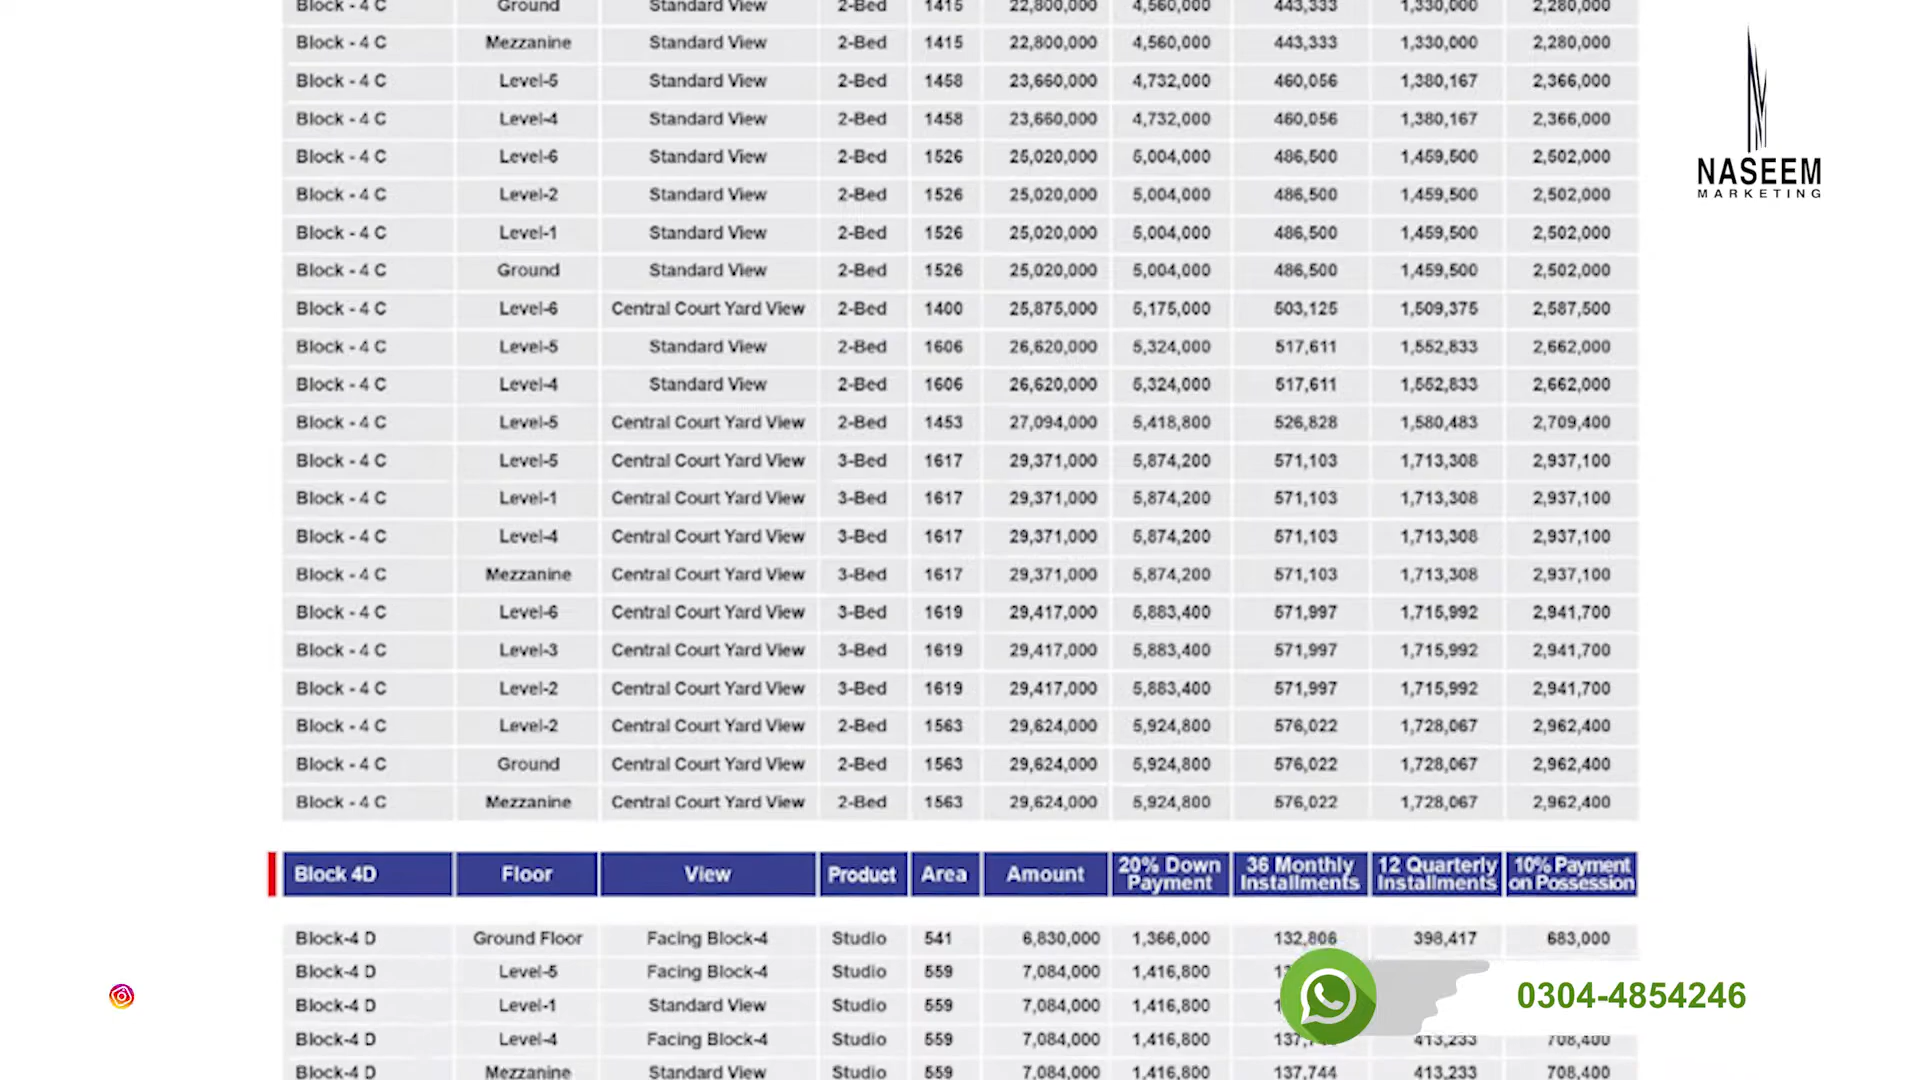 Block - 4 C Ground Standard View 2-Bed 1415 22,800,000 4,560,000 443,333 1,330,000 2,280,000
Block - 4 C Mezzanine Standard View 2-Bed 1415 22,800,000 4,560,000 443,333 1,330,000 2,280,000
Block - 4 C Level-5 Standard View 2-Bed 1458 23,660,000 4,732,000 460,056 1,380,167 2,366,000
Block - 4 C Level-4 Standard View 2-Bed 1458 23,660,000 4,732,000 460,056 1,380,167 2,366,000
Block - 4 C Level-6 Standard View 2-Bed 1526 25,020,000 5,004,000 486,500 1,459,500 2,502,000
Block - 4 C Level-2 Standard View 2-Bed 1526 25,020,000 5,004,000 486,500 1,459,500 2,502,000
Block - 4 C Level-1 Standard View 2-Bed 1526 25,020,000 5,004,000 486,500 1,459,500 2,502,000
Block - 4 C Ground Standard View 2-Bed 1526 25,020,000 5,004,000 486,500 1,459,500 2,502,000
Block - 4 C Level-6 Central Court Yard View 2-Bed 1400 25,875,000 5,175,000 503,125 1,509,375 2,587,500
Block - 4 C Level-5 Standard View 2-Bed 1606 26,620,000 5,324,000 517,611 1,552,833 2,662,000
Block - 4 C Level-4 Standard View 2-Bed 1606 26,620,000 5,324,000 517,611 1,552,833 2,662,000
Block - 4 C Level-5 Central Court Yard View 2-Bed 1453 27,094,000 5,418,800 526,828 1,580,483 2,709,400
Block - 4 C Level-5 Central Court Yard View 3-Bed 1617 29,371,000 5,874,200 571,103 1,713,308 2,937,100
Block - 4 C Level-1 Central Court Yard View 3-Bed 1617 29,371,000 5,874,200 571,103 1,713,308 2,937,100
Block - 4 C Level-4 Central Court Yard View 3-Bed 1617 29,371,000 5,874,200 571,103 1,713,308 2,937,100
Block - 4 C Mezzanine Central Court Yard View 3-Bed 1617 29,371,000 5,874,200 571,103 1,713,308 2,937,100
Block - 4 C Level-6 Central Court Yard View 3-Bed 1619 29,417,000 5,883,400 571,997 1,715,992 2,941,700
Block - 4 C Level-3 Central Court Yard View 3-Bed 1619 29,417,000 5,883,400 571,997 1,715,992 2,941,700
Block - 4 C Level-2 Central Court Yard View 3-Bed 1619 29,417,000 5,883,400 571,997 1,715,992 2,941,700
Block - 4 C Level-2 Central Court Yard View 2-Bed 1563 29,624,000 5,924,800 576,022 1,728,067 2,962,400
Block - 4 C Ground Central Court Yard View 2-Bed 1563 29,624,000 5,924,800 576,022 1,728,067 2,962,400
Block - 4 C Mezzanine Central Court Yard View 2-Bed 1563 29,624,000 5,924,800 576,022 1,728,067 2,962,400
Block 4D Floor View Product Area Amount 20% Down Payment 36 Monthly Installments 12 Quarterly Installments 10% Payment on Possession
Block-4 D Ground Floor Facing Block-4 Studio 541 6,830,000 1,366,000 132,806 398,417 683,000
Block-4 D Level-5 Facing Block-4 Studio 559 7,084,000 1,416,800
Block-4 D Level-1 Standard View Studio 559 7,084,000 1,416,800
Block-4 D Level-4 Facing Block-4 Studio 559 7,084,000 1,416,800 413,233 708,400
Block-4 D Mezzanine Standard View Studio 559 7,084,000 1,416,800 137,744 413,233 708,400
NASEEM
MARKETING
0304-4854246